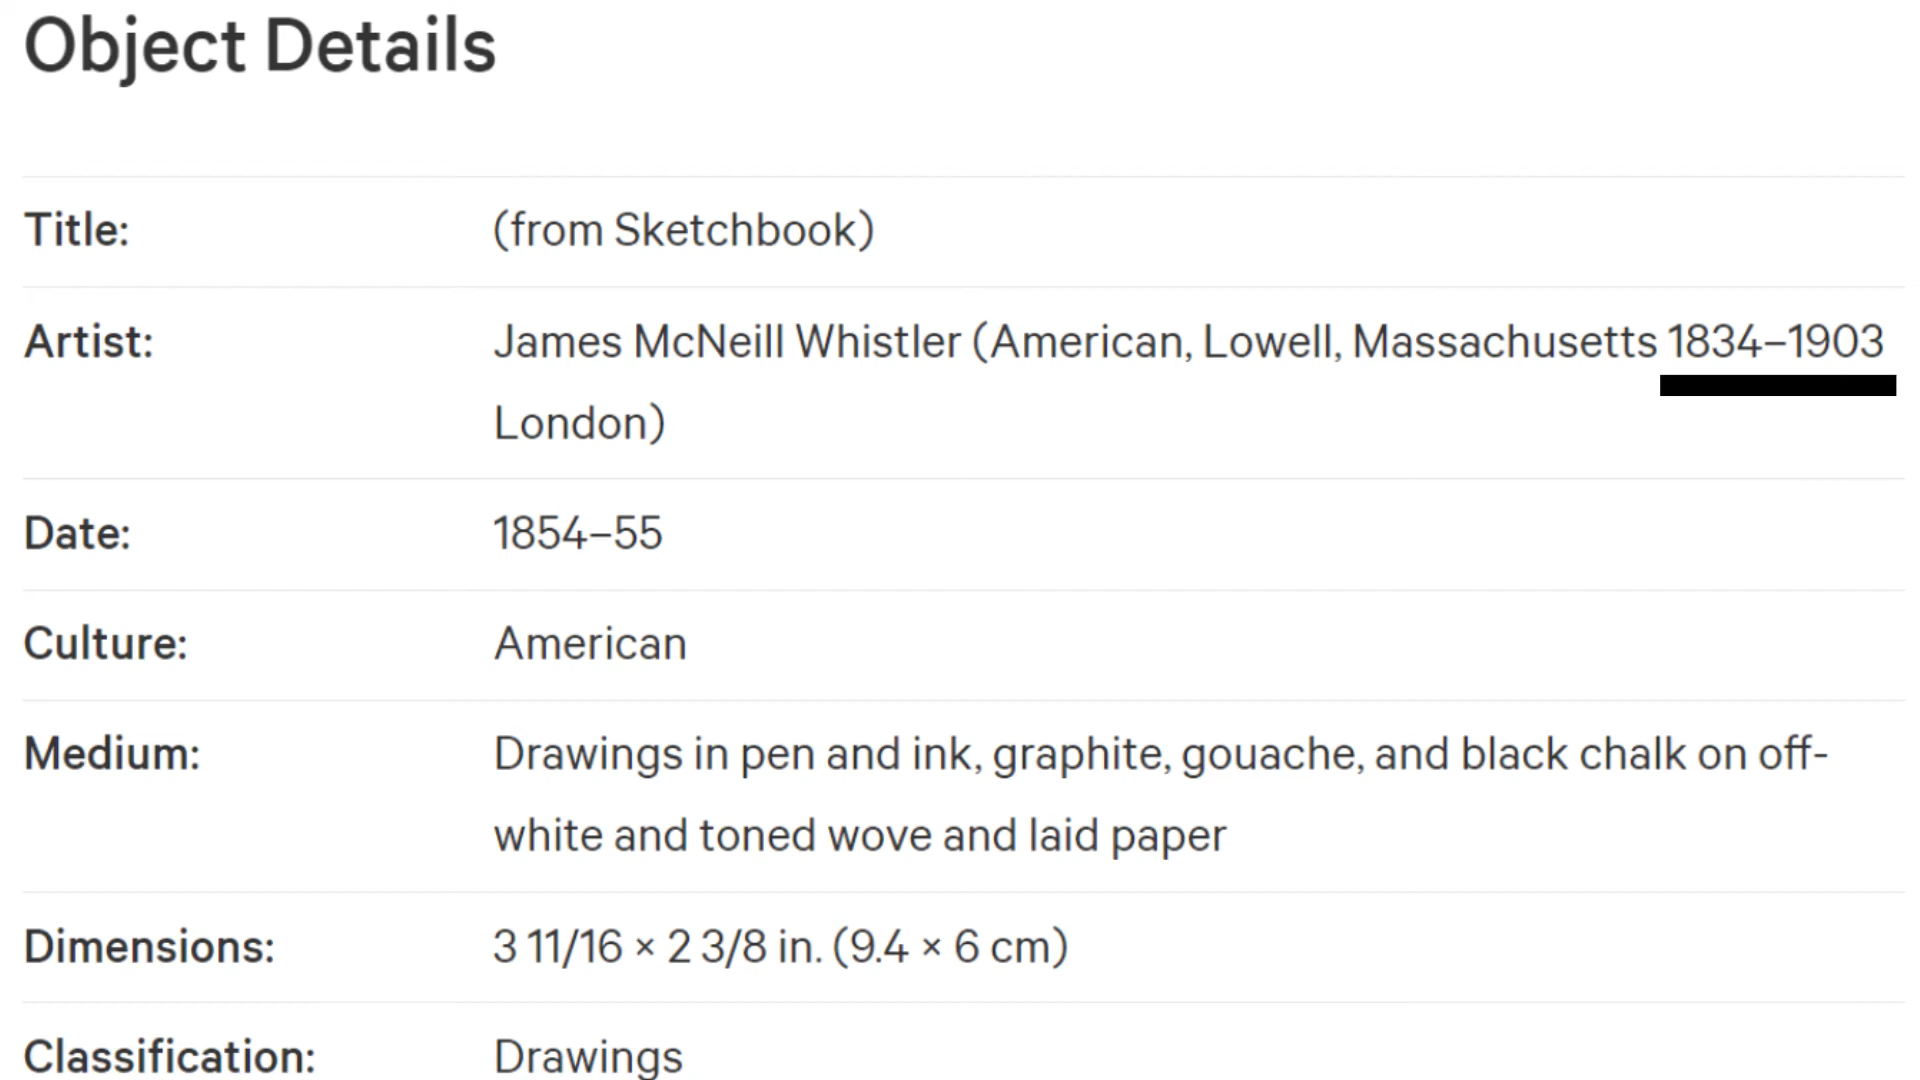 Object Details
Title: (from Sketchbook)
Artist: James McNeill Whistler (American, Lowell, Massachusetts 1834–1903
London)
Date: 1854–55
Culture: American
Medium: Drawings in pen and ink, graphite, gouache, and black chalk on off-
white and toned wove and laid paper
Dimensions: 3 11/16 × 2 3/8 in. (9.4 × 6 cm)
Classification: Drawings